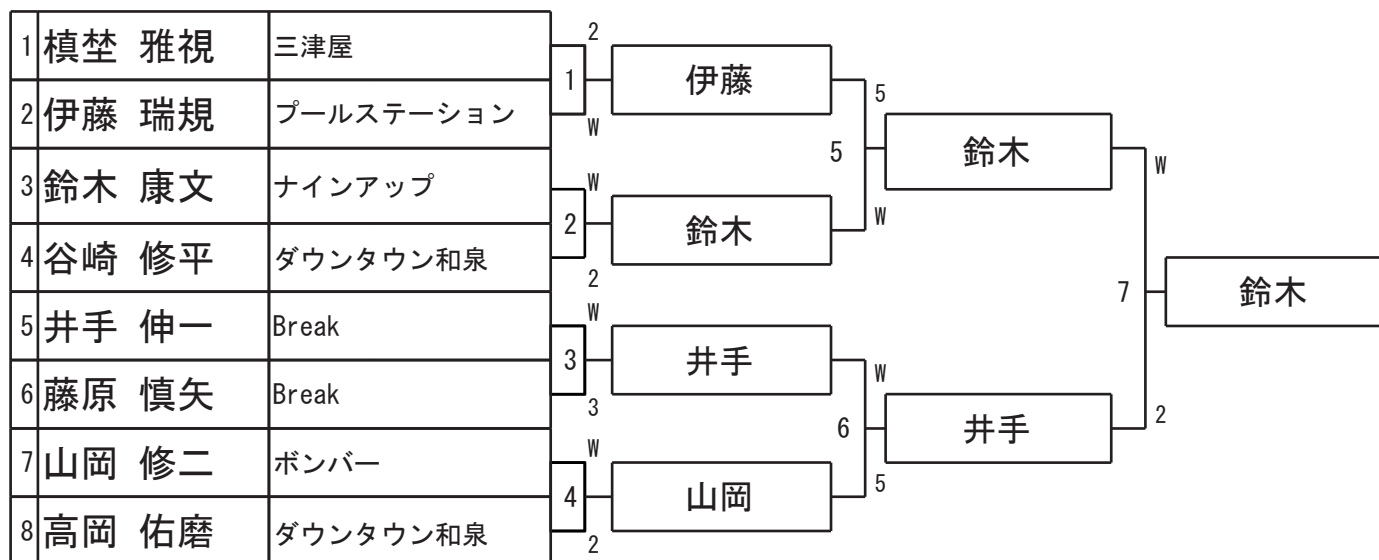 1 槙埜 雅視 三津屋
2 伊藤 瑞規 プールステーション
3 鈴木 康文 ナインアップ
4 谷崎 修平 ダウンタウン和泉
5 井手 伸一 Break
6 藤原 慎矢 Break
7 山岡 修二 ボンバー
8 高岡 佑磨 ダウンタウン和泉
2
1
W
伊藤
W
2
2
鈴木
W
3
3
井手
W
4
2
山岡
5
5
W
鈴木
W
6
5
井手
W
7
2
鈴木